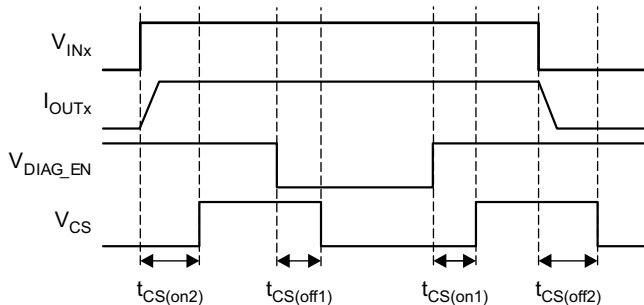 V_INx
I_OUTx
V_DIAG_EN
V_CS
t_CS(on2) t_CS(off1) t_CS(on1) t_CS(off2)